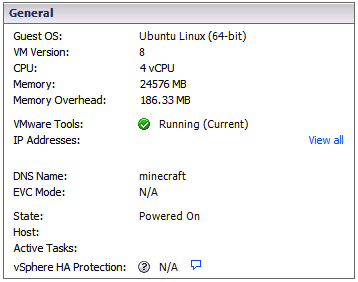 General
Guest OS: Ubuntu Linux (64-bit)
VM Version: 8
CPU: 4 vCPU
Memory: 24576 MB
Memory Overhead: 186.33 MB
VMware Tools: Running (Current)
IP Addresses: View all
DNS Name: minecraft
EVC Mode: N/A
State: Powered On
Host:
Active Tasks:
vSphere HA Protection: N/A